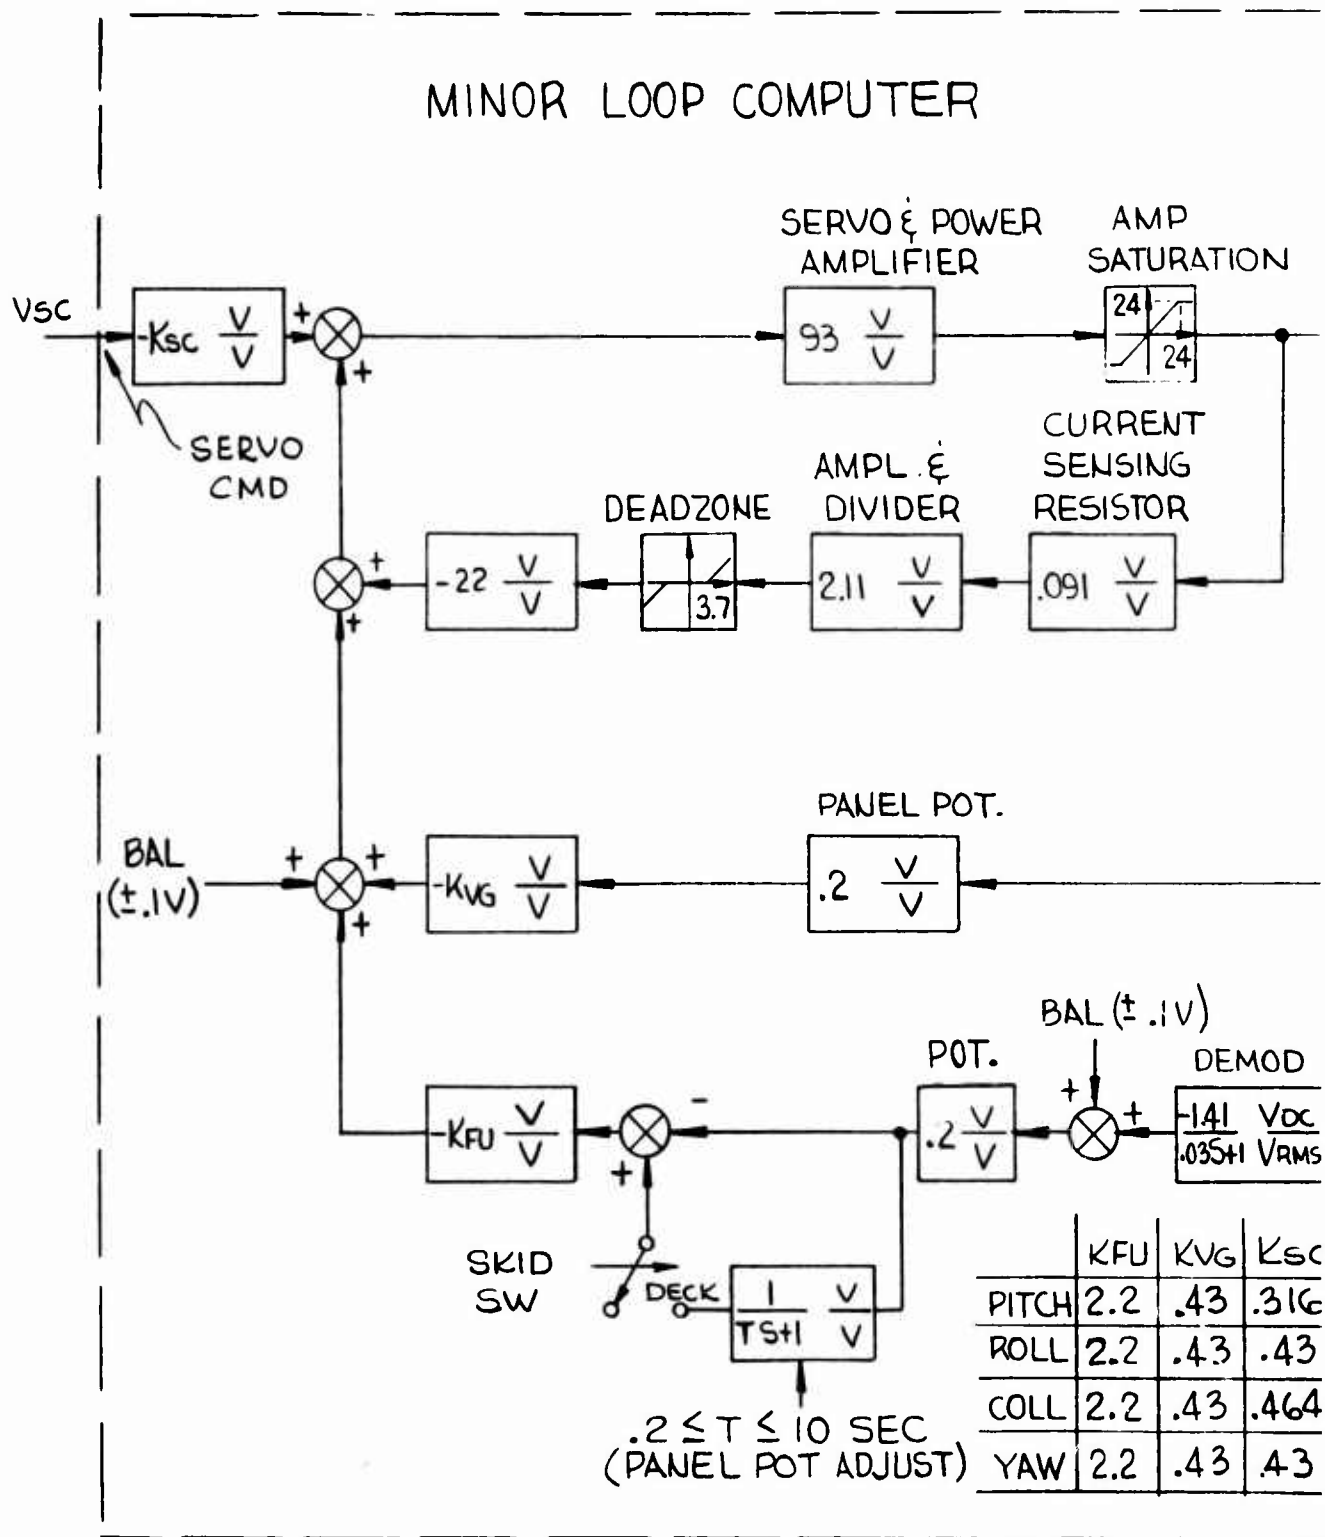 MINOR LOOP COMPUTER
SERVO & POWER
AMPLIFIER
AMP
SATURATION
VSC
-KSC V/V
+
+
93 V/V
24
24
SERVO
CMD
CURRENT
SENSING
RESISTOR
AMPL. &
DIVIDER
DEADZONE
+
+
-22 V/V
3.7
2.11 V/V
.091 V/V
PANEL POT.
BAL
(±.1V)
+
+
+
-KVG V/V
.2 V/V
BAL (± .1V)
POT.
DEMOD
-KFU V/V
-
+
.2 V/V
+
+
-1.41/.03S+1 VDC/VRMS
SKID
SW
DECK
1/TS+1 V/V
.2 ≤ T ≤ 10 SEC
(PANEL POT ADJUST)
KFU KVG KSC
PITCH 2.2 .43 .316
ROLL 2.2 .43 .43
COLL 2.2 .43 .464
YAW 2.2 .43 .43